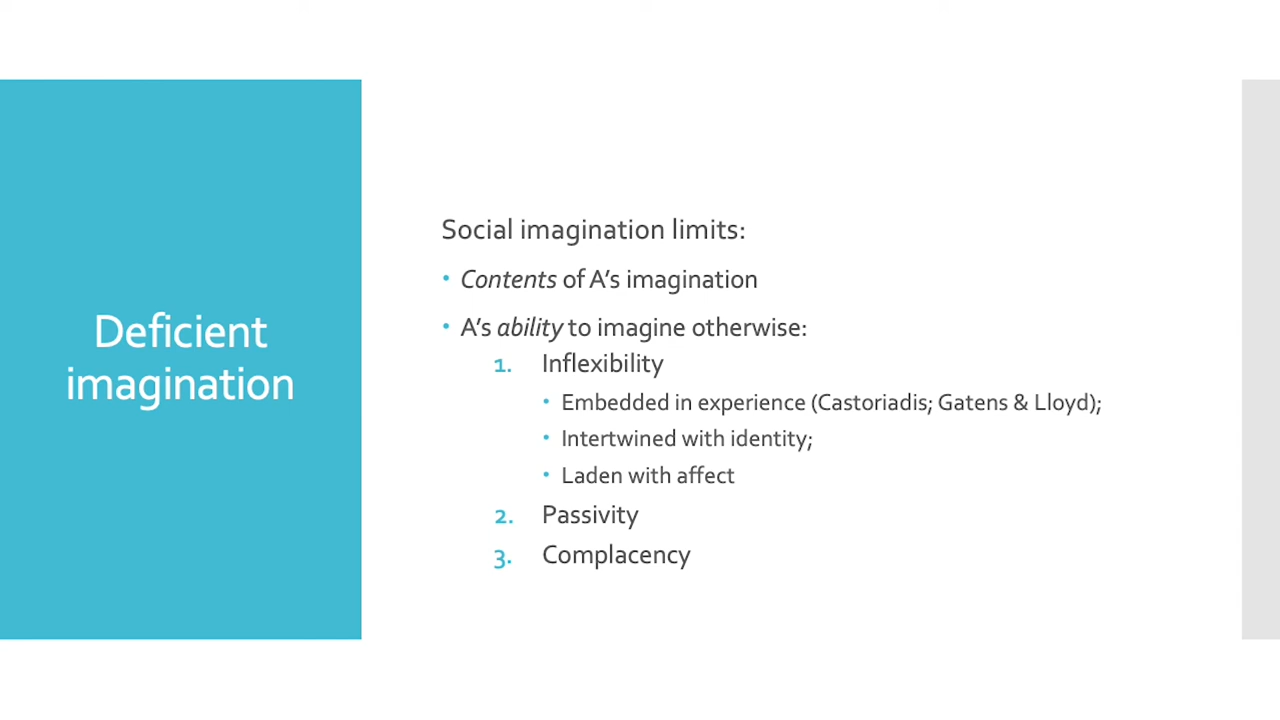 Deficient
imagination
Social imagination limits:
• Contents of A's imagination
• A's ability to imagine otherwise:
1. Inflexibility
• Embedded in experience (Castoriadis; Gatens & Lloyd);
• Intertwined with identity;
• Laden with affect
2. Passivity
3. Complacency